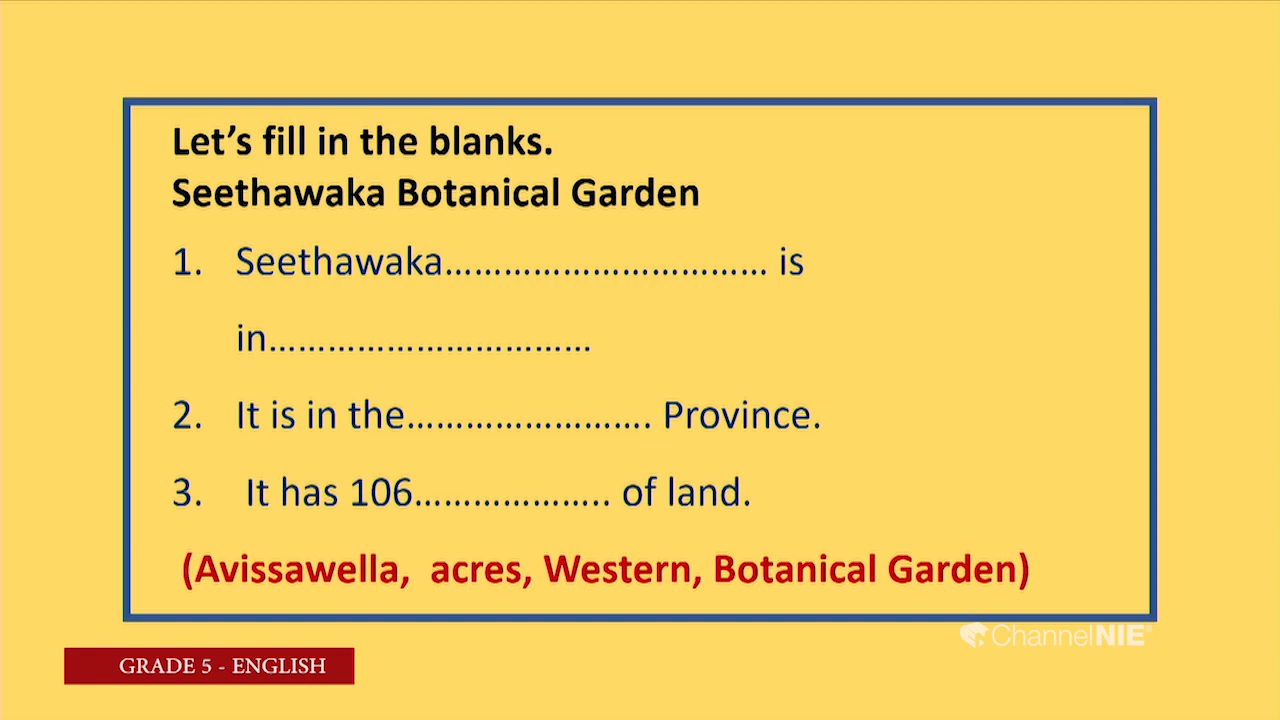 Let’s fill in the blanks.
Seethawaka Botanical Garden
1. Seethawaka…………………………… is
in……………………………
2. It is in the……………………. Province.
3. It has 106……………….. of land.
(Avissawella, acres, Western, Botanical Garden)
ChannelNIE
GRADE 5 - ENGLISH